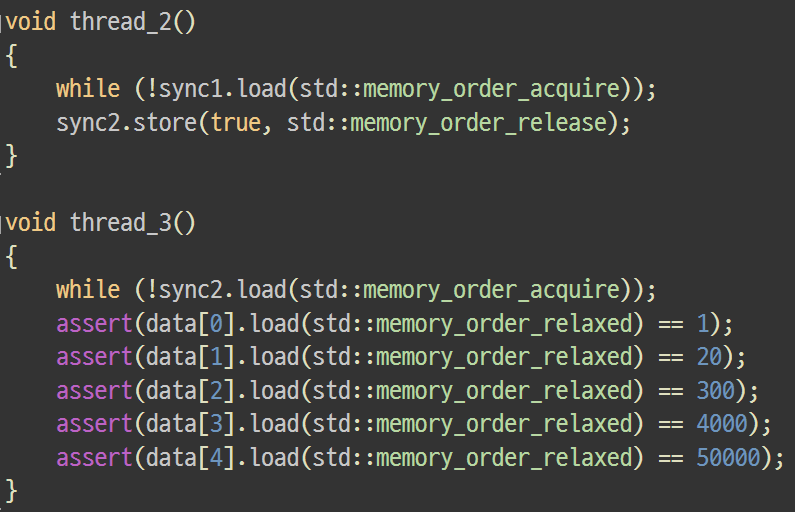 void thread_2()
{
    while (!sync1.load(std::memory_order_acquire));
    sync2.store(true, std::memory_order_release);
}
void thread_3()
{
    while (!sync2.load(std::memory_order_acquire));
    assert(data[0].load(std::memory_order_relaxed) == 1);
    assert(data[1].load(std::memory_order_relaxed) == 20);
    assert(data[2].load(std::memory_order_relaxed) == 300);
    assert(data[3].load(std::memory_order_relaxed) == 4000);
    assert(data[4].load(std::memory_order_relaxed) == 50000);
}